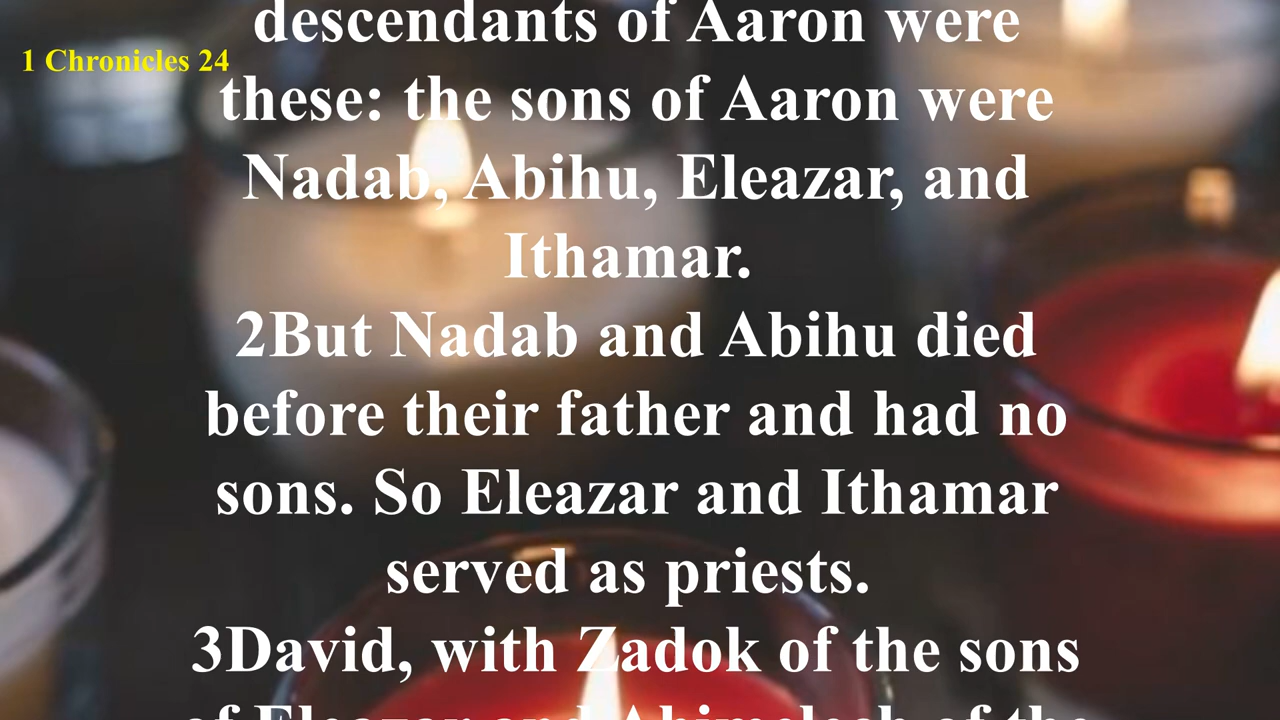 descendants of Aaron were
1 Chronicles 24
these: the sons of Aaron were
Nadab, Abihu, Eleazar, and
Ithamar.
2But Nadab and Abihu died
before their father and had no
sons. So Eleazar and Ithamar
served as priests.
3David, with Zadok of the sons
of Eleazar and Ahimelech of the